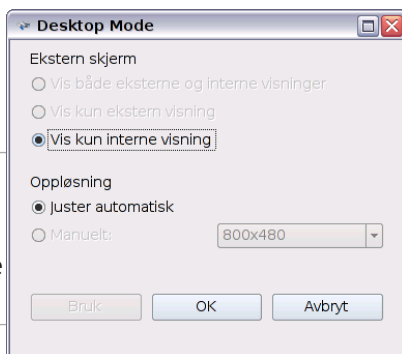 Desktop Mode
Ekstern skjerm
Vis både eksterne og interne visninger
Vis kun ekstern visning
Vis kun interne visning
Oppløsning
Juster automatisk
Manuelt: 800x480
e
Bruk OK Avbryt